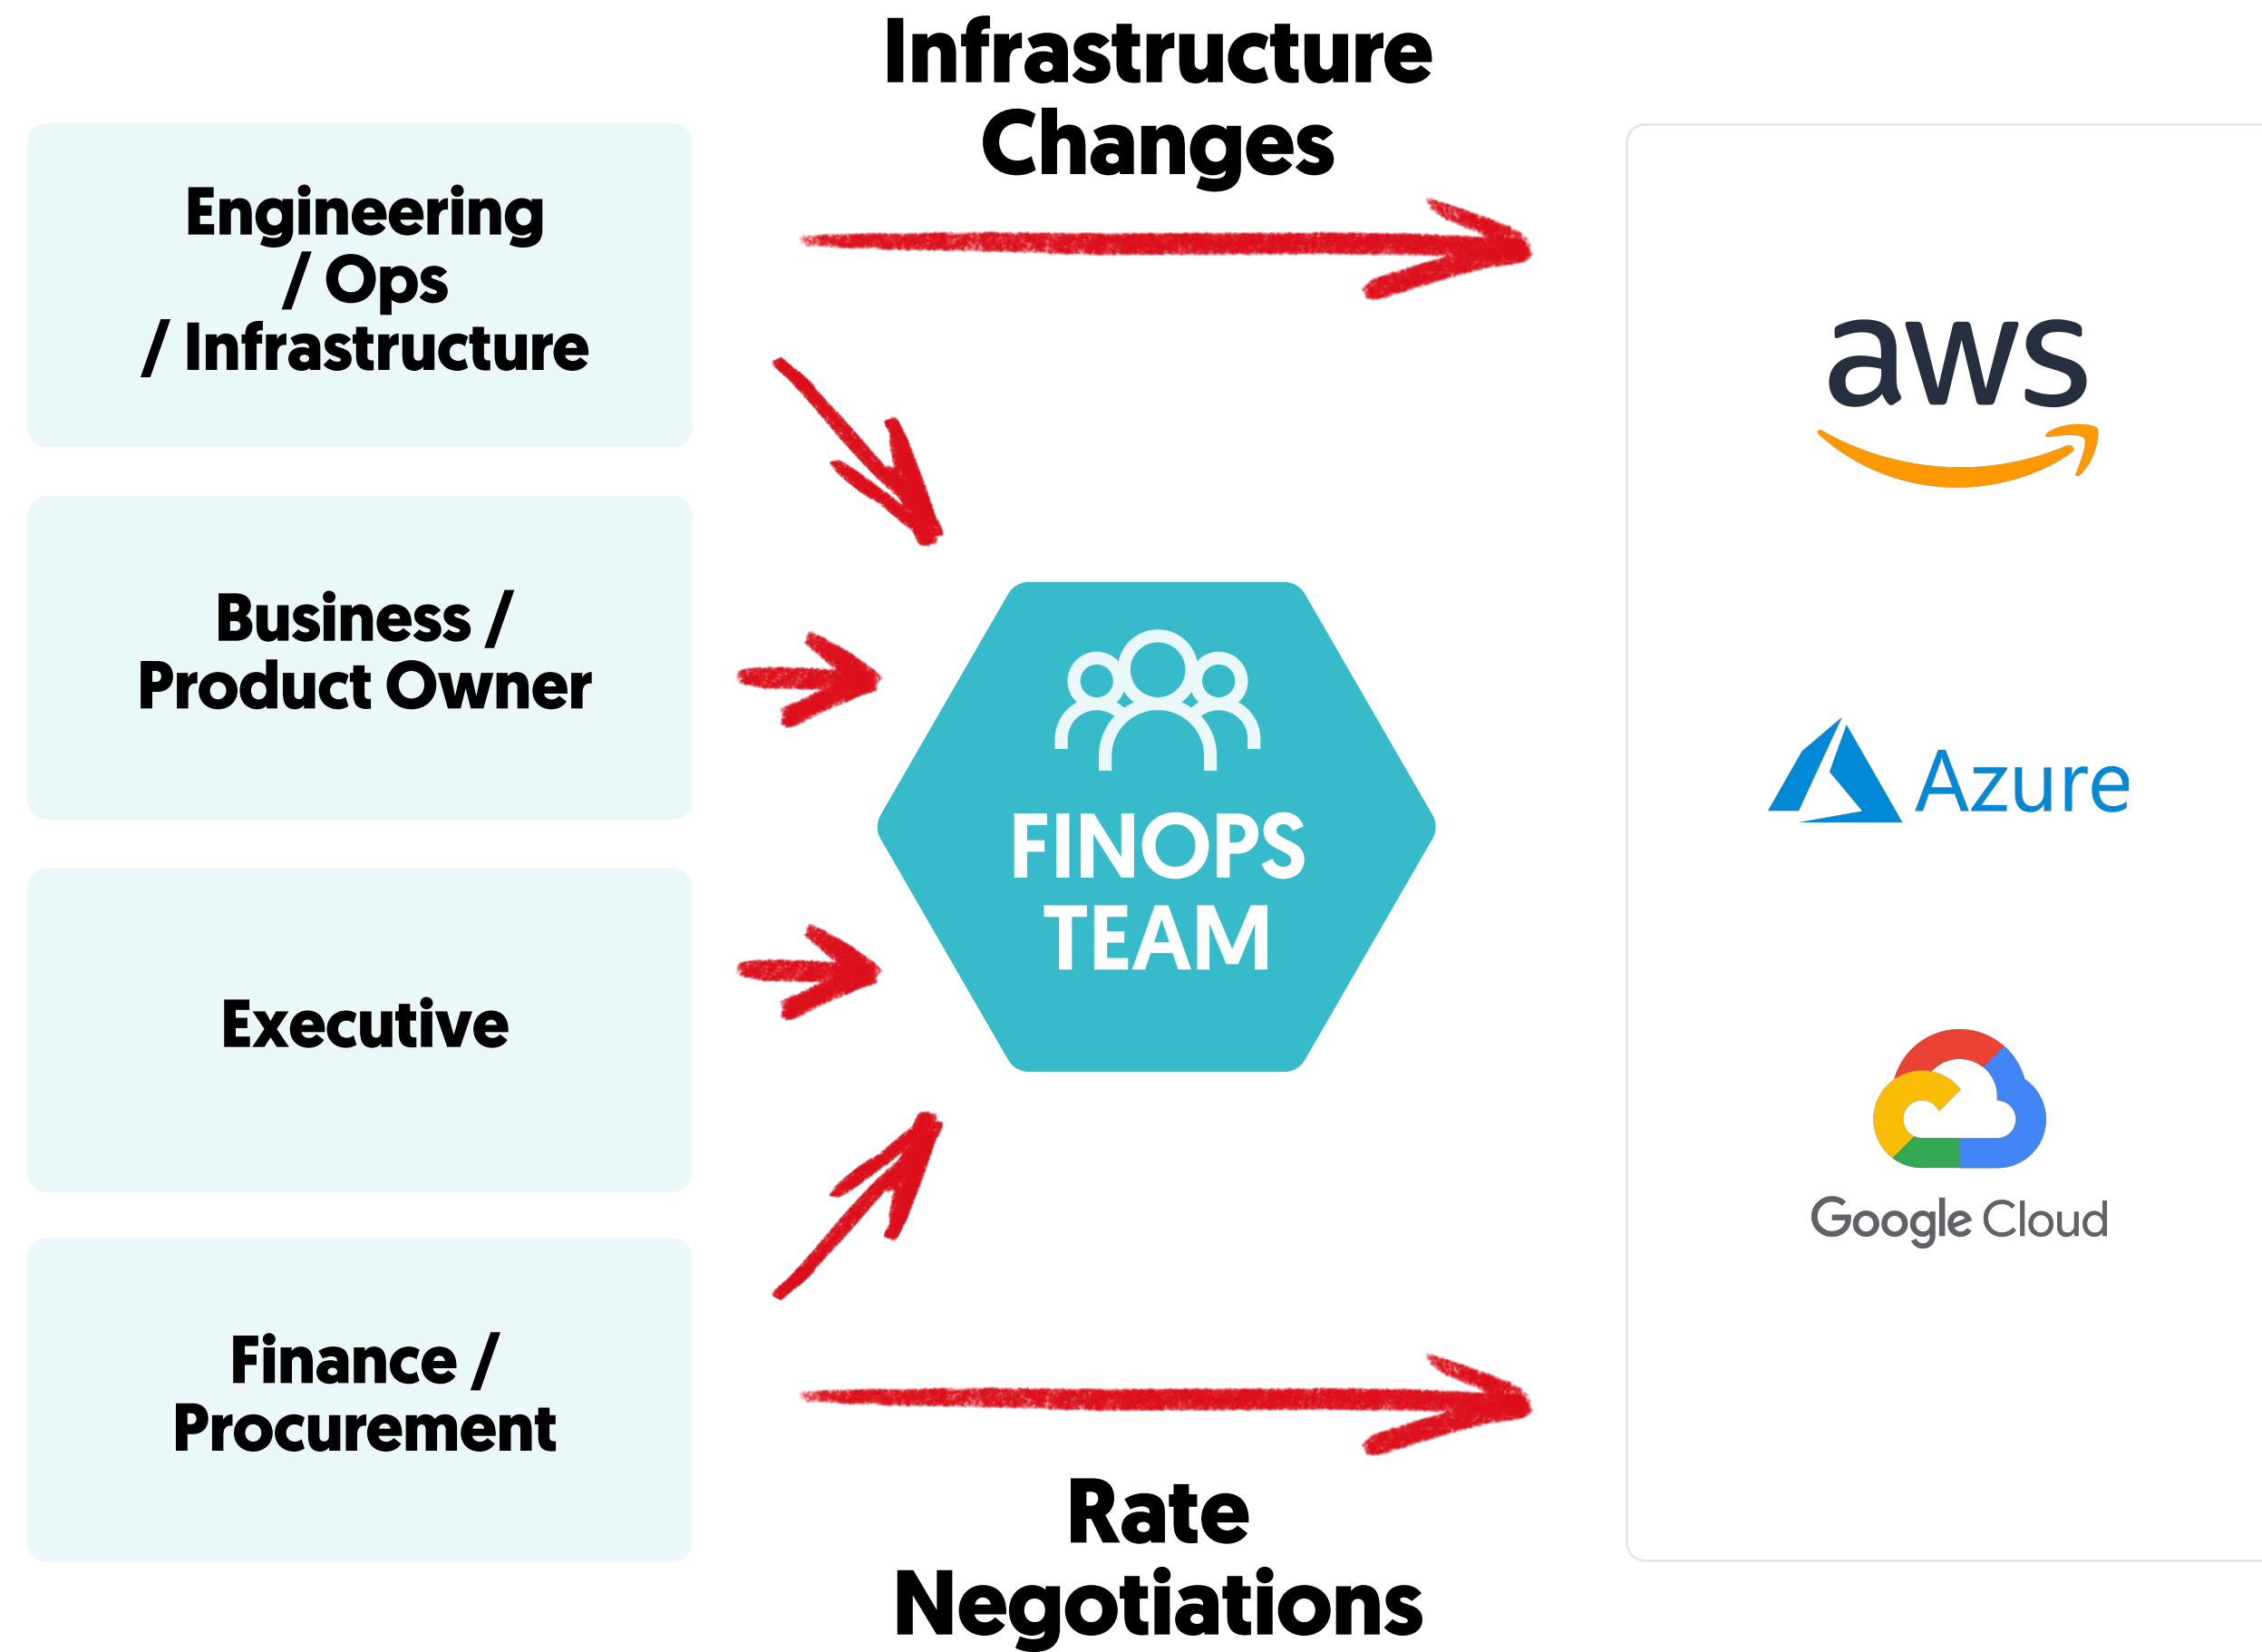 Infrastructure
Changes
Engineering
/ Ops
/ Infrastructure
Business /
Product Owner
Executive
Finance /
Procurement
FINOPS
TEAM
Rate
Negotiations
aws
Azure
Google Cloud